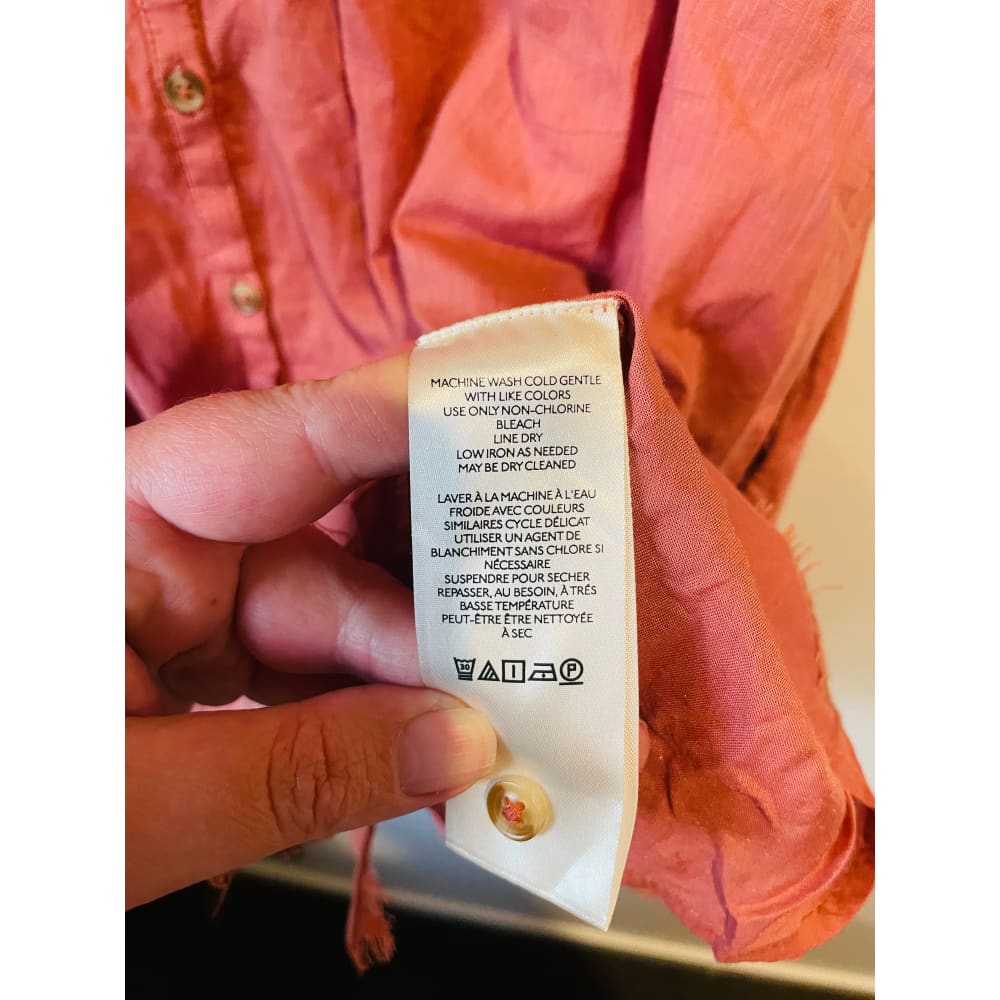 MACHINE WASH COLD GENTLE
WITH LIKE COLORS
USE ONLY NON-CHLORINE
BLEACH
LINE DRY
LOW IRON AS NEEDED
MAY BE DRY CLEANED
LAVER À LA MACHINE À L'EAU
FROIDE AVEC COULEURS
SIMILAIRES CYCLE DÉLICAT
UTILISER UN AGENT DE
BLANCHIMENT SANS CHLORE SI
NÉCESSAIRE
SUSPENDRE POUR SECHER
REPASSER, AU BESOIN, À TRÉS
BASSE TEMPÉRATURE
PEUT-ÊTRE ÊTRE NETTOYÉE
À SEC
30 P